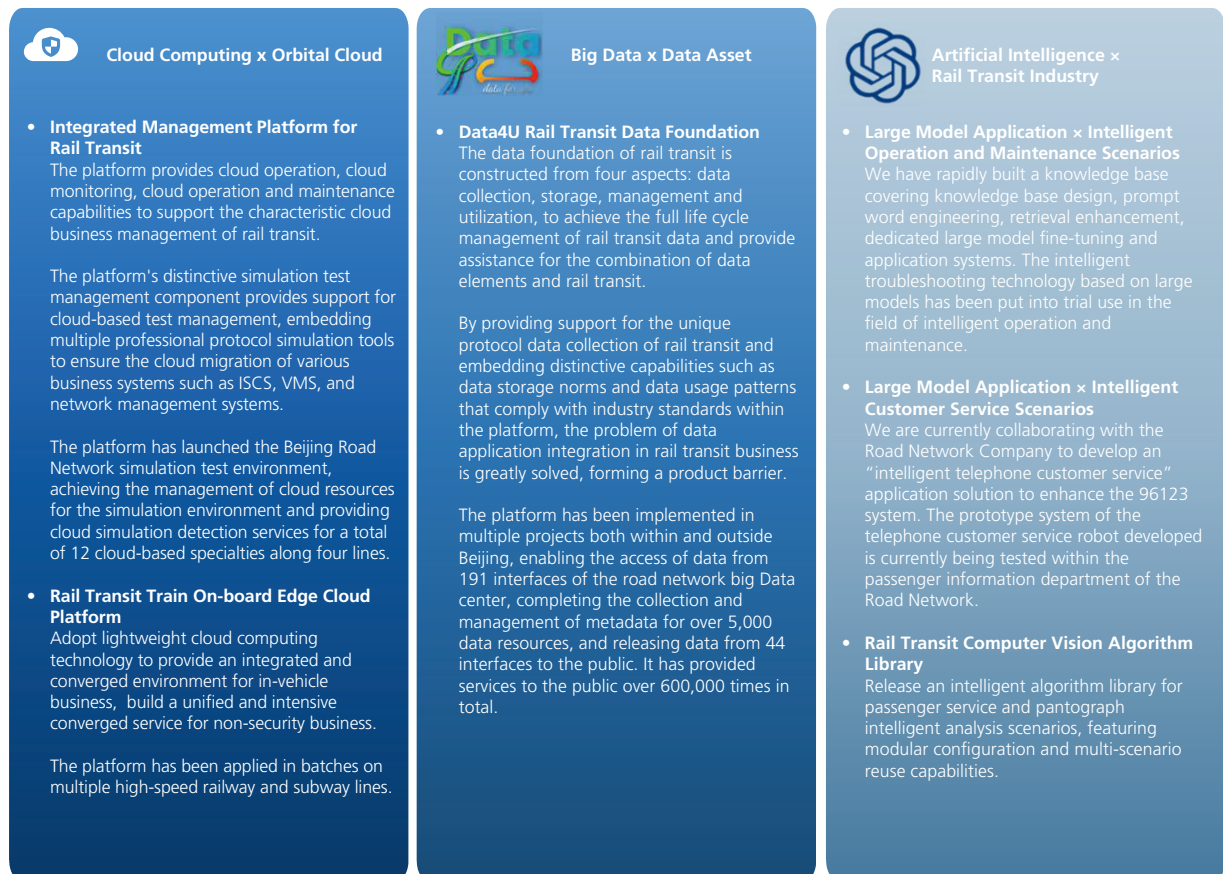 Cloud Computing x Orbital Cloud
• Integrated Management Platform for
Rail Transit
The platform provides cloud operation, cloud
monitoring, cloud operation and maintenance
capabilities to support the characteristic cloud
business management of rail transit.
The platform's distinctive simulation test
management component provides support for
cloud-based test management, embedding
multiple professional protocol simulation tools
to ensure the cloud migration of various
business systems such as ISCS, VMS, and
network management systems.
The platform has launched the Beijing Road
Network simulation test environment,
achieving the management of cloud resources
for the simulation environment and providing
cloud simulation detection services for a total
of 12 cloud-based specialties along four lines.
• Rail Transit Train On-board Edge Cloud
Platform
Adopt lightweight cloud computing
technology to provide an integrated and
converged environment for in-vehicle
business, build a unified and intensive
converged service for non-security business.
The platform has been applied in batches on
multiple high-speed railway and subway lines.
Data
data for you
Big Data x Data Asset
• Data4U Rail Transit Data Foundation
The data foundation of rail transit is
constructed from four aspects: data
collection, storage, management and
utilization, to achieve the full life cycle
management of rail transit data and provide
assistance for the combination of data
elements and rail transit.
By providing support for the unique
protocol data collection of rail transit and
embedding distinctive capabilities such as
data storage norms and data usage patterns
that comply with industry standards within
the platform, the problem of data
application integration in rail transit business
is greatly solved, forming a product barrier.
The platform has been implemented in
multiple projects both within and outside
Beijing, enabling the access of data from
191 interfaces of the road network big Data
center, completing the collection and
management of metadata for over 5,000
data resources, and releasing data from 44
interfaces to the public. It has provided
services to the public over 600,000 times in
total.
Artificial Intelligence ×
Rail Transit Industry
• Large Model Application × Intelligent
Operation and Maintenance Scenarios
We have rapidly built a knowledge base
covering knowledge base design, prompt
word engineering, retrieval enhancement,
dedicated large model fine-tuning and
application systems. The intelligent
troubleshooting technology based on large
models has been put into trial use in the
field of intelligent operation and
maintenance.
• Large Model Application × Intelligent
Customer Service Scenarios
We are currently collaborating with the
Road Network Company to develop an
“intelligent telephone customer service”
application solution to enhance the 96123
system. The prototype system of the
telephone customer service robot developed
is currently being tested within the
passenger information department of the
Road Network.
• Rail Transit Computer Vision Algorithm
Library
Release an intelligent algorithm library for
passenger service and pantograph
intelligent analysis scenarios, featuring
modular configuration and multi-scenario
reuse capabilities.